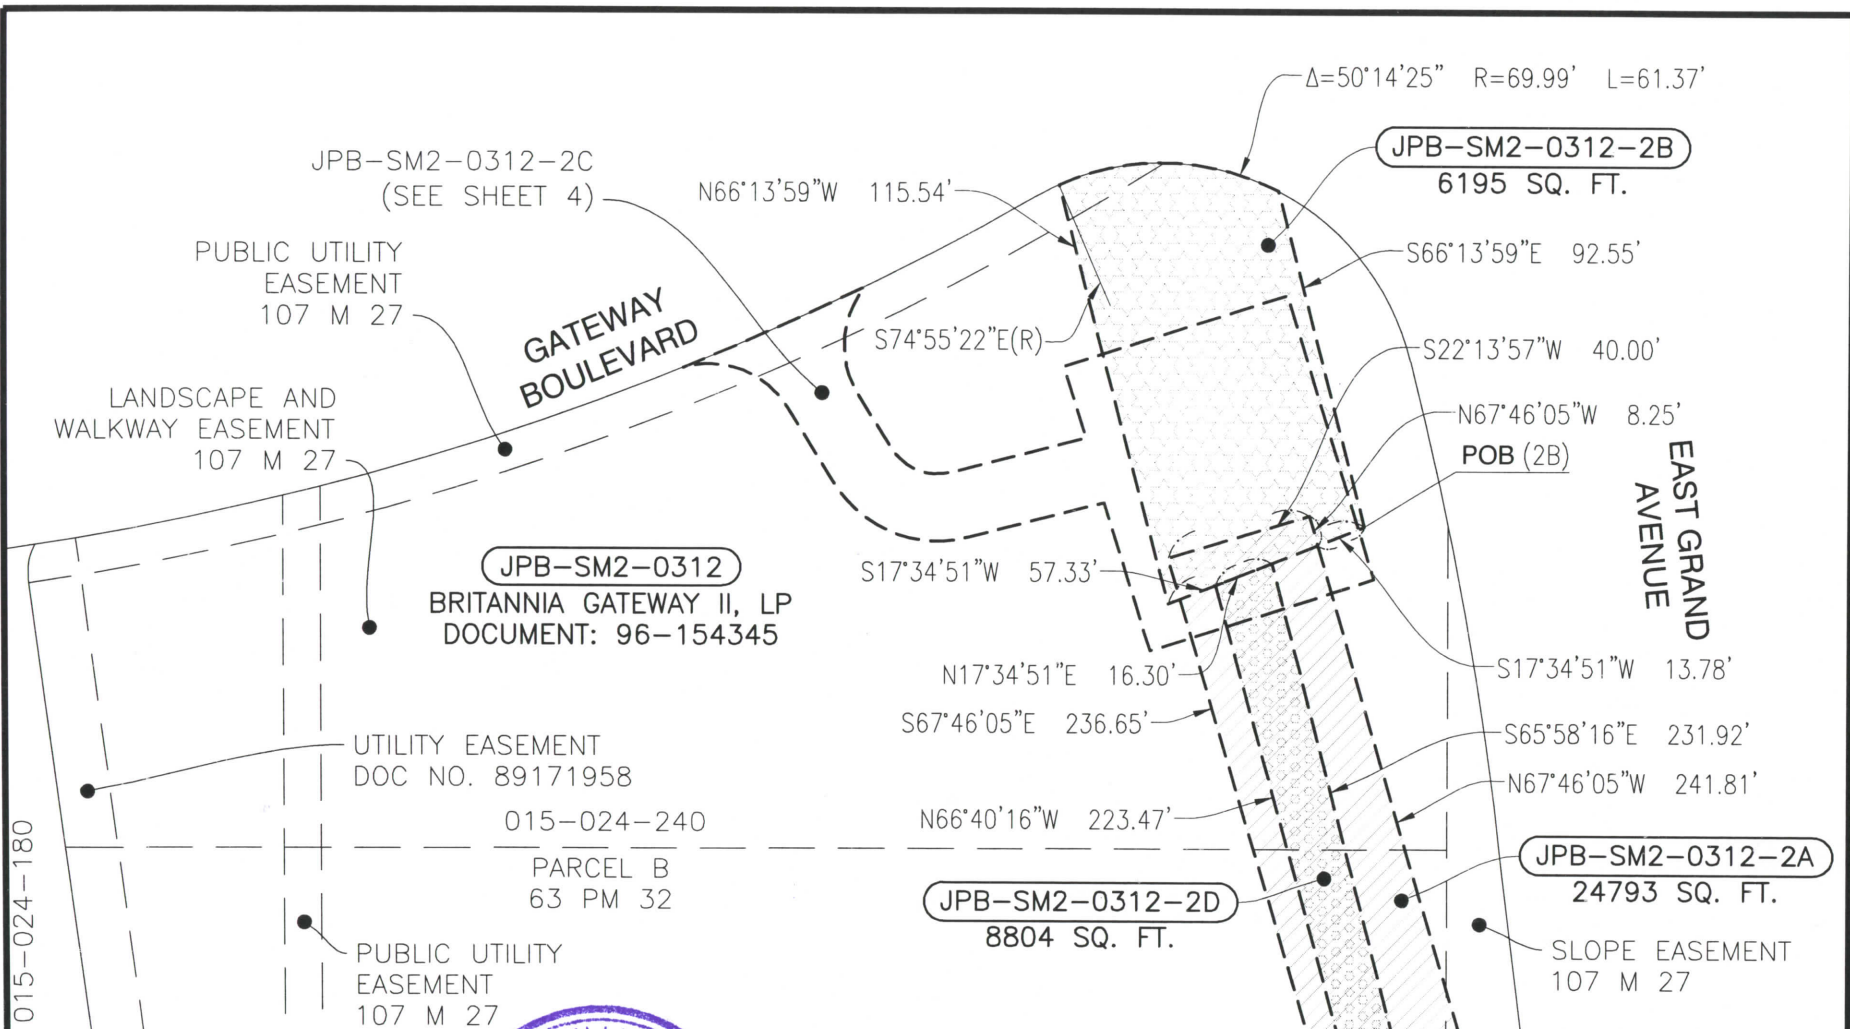 Δ=50°14'25" R=69.99' L=61.37'
JPB-SM2-0312-2B
6195 SQ. FT.
JPB-SM2-0312-2C
(SEE SHEET 4)
N66°13'59"W 115.54'
PUBLIC UTILITY
EASEMENT
107 M 27
S66°13'59"E 92.55'
GATEWAY
BOULEVARD
S74°55'22"E(R)
S22°13'57"W 40.00'
LANDSCAPE AND
WALKWAY EASEMENT
107 M 27
N67°46'05"W 8.25'
POB (2B)
EAST GRAND
AVENUE
JPB-SM2-0312
BRITANNIA GATEWAY II, LP
DOCUMENT: 96-154345
S17°34'51"W 57.33'
N17°34'51"E 16.30'
S17°34'51"W 13.78'
S67°46'05"E 236.65'
S65°58'16"E 231.92'
UTILITY EASEMENT
DOC NO. 89171958
N67°46'05"W 241.81'
015-024-240
N66°40'16"W 223.47'
015-024-180
PARCEL B
63 PM 32
JPB-SM2-0312-2A
24793 SQ. FT.
JPB-SM2-0312-2D
8804 SQ. FT.
PUBLIC UTILITY
EASEMENT
107 M 27
SLOPE EASEMENT
107 M 27